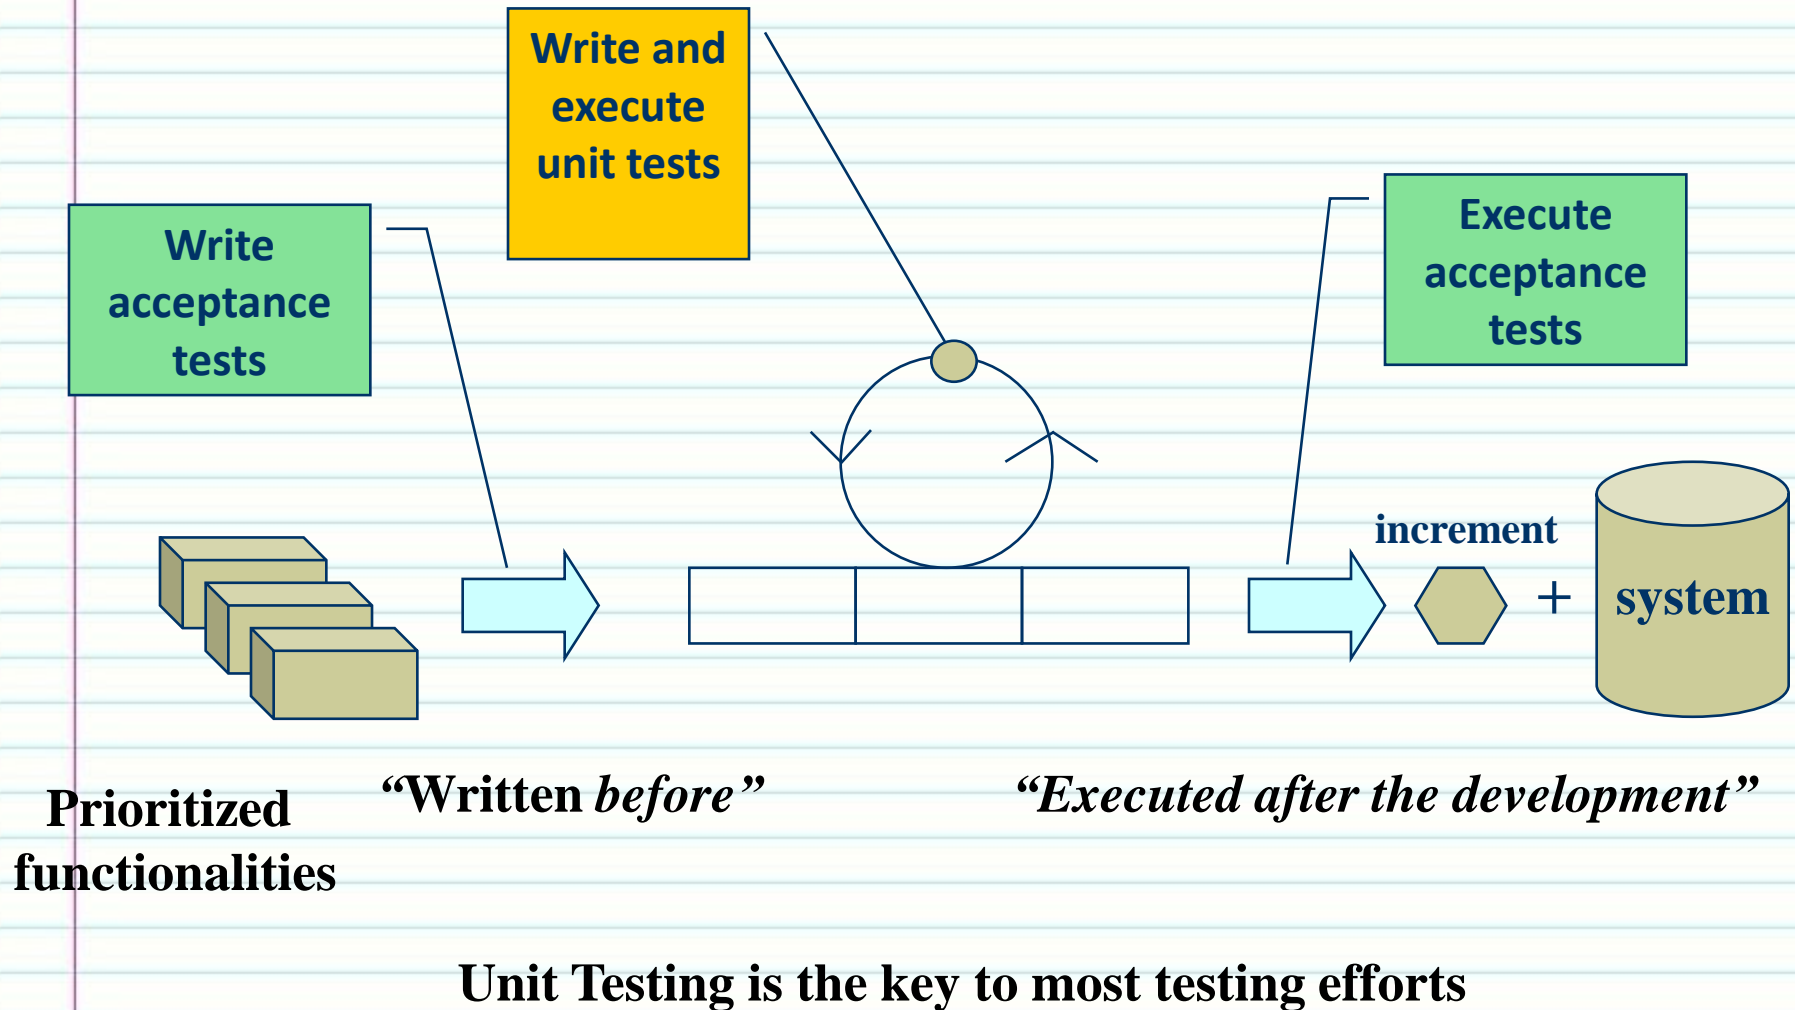 Write and
execute
unit tests
Write
acceptance
tests
Execute
acceptance
tests
increment
+
system
Prioritized
functionalities
“Written before”
“Executed after the development”
Unit Testing is the key to most testing efforts